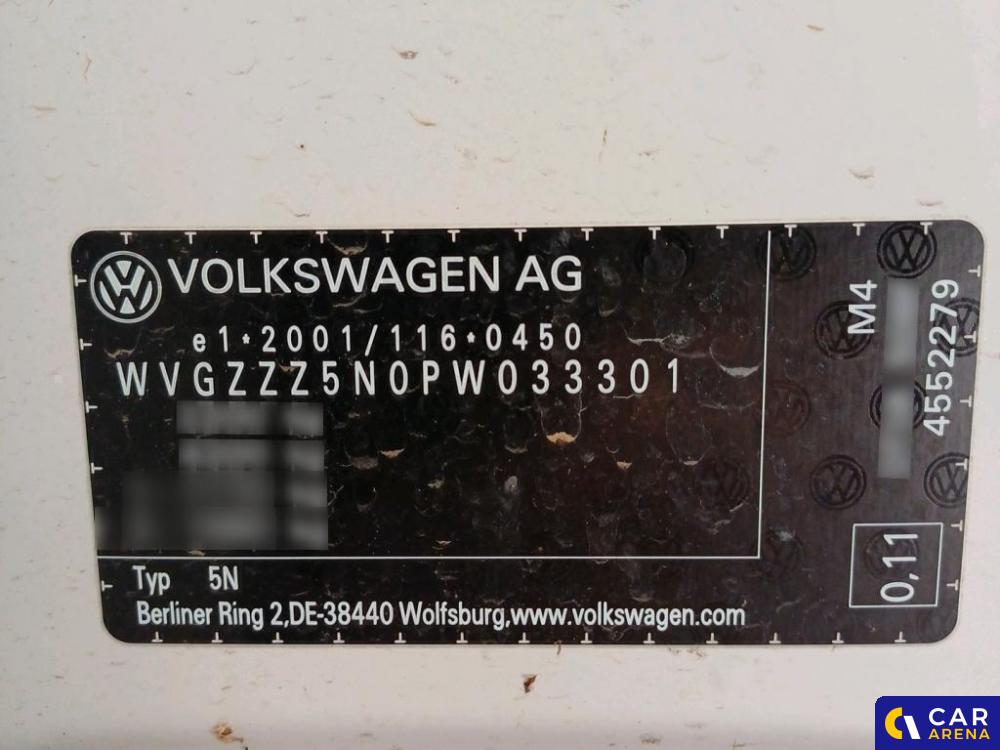 VOLKSWAGEN AG
e1*2001/116*0450
WVGZZZ5N0PW033301
Typ 5N
Berliner Ring 2,DE-38440 Wolfsburg,www.volkswagen.com
M4
4552279
0,11
CAR
ARENA